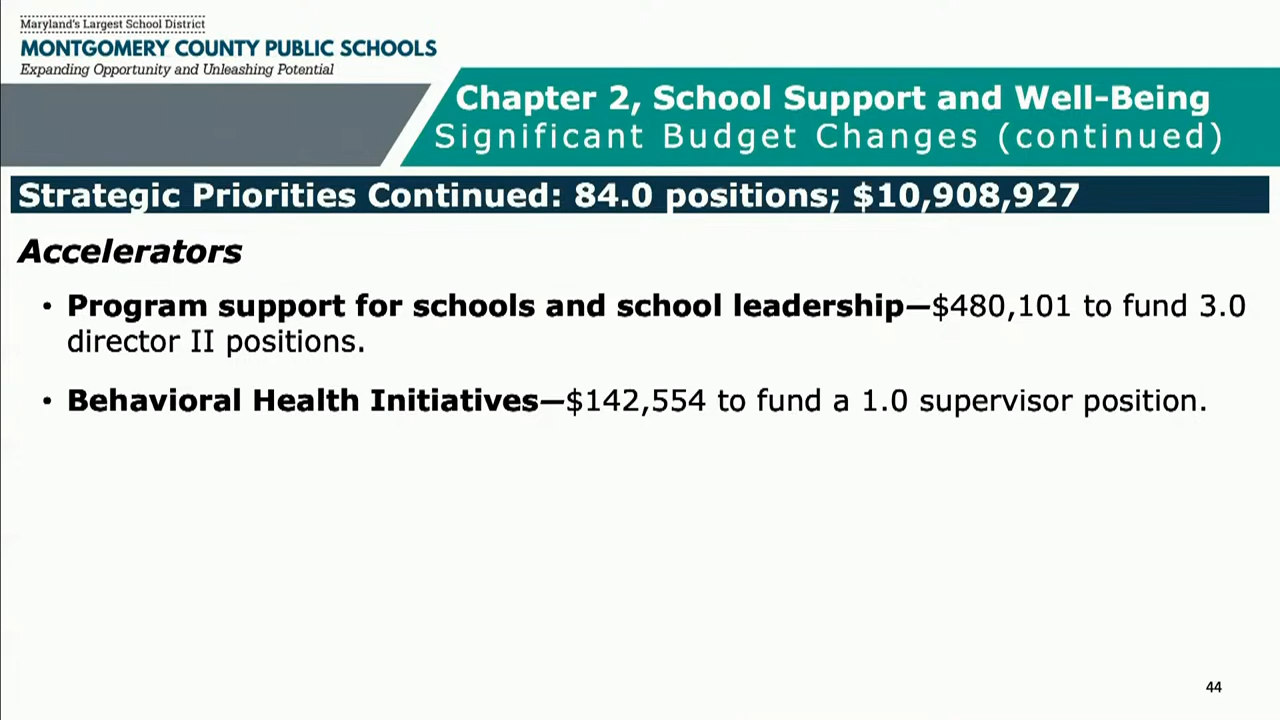 Maryland's Largest School District
MONTGOMERY COUNTY PUBLIC SCHOOLS
Expanding Opportunity and Unleashing Potential
Chapter 2, School Support and Well-Being
Significant Budget Changes (continued)
Strategic Priorities Continued: 84.0 positions; $10,908,927
Accelerators
• Program support for schools and school leadership—$480,101 to fund 3.0
director II positions.
• Behavioral Health Initiatives—$142,554 to fund a 1.0 supervisor position.
44